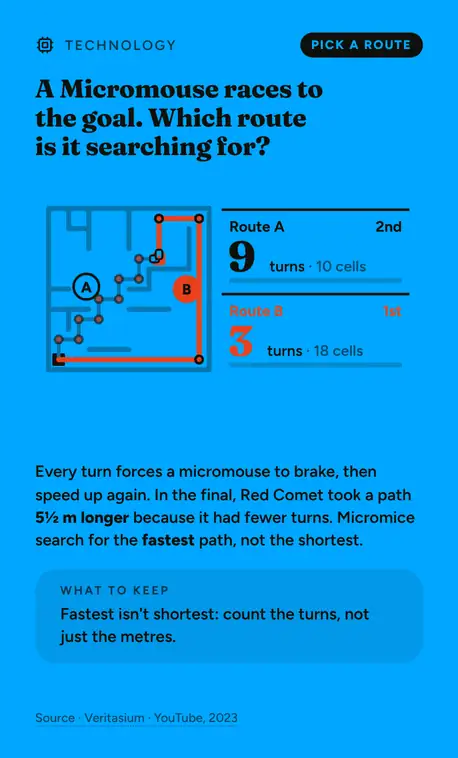 TECHNOLOGY
PICK A ROUTE
A Micromouse races to
the goal. Which route
is it searching for?
A
B
Route A 2nd
9 turns · 10 cells
Route B 1st
3 turns · 18 cells
Every turn forces a micromouse to brake, then
speed up again. In the final, Red Comet took a path
5½ m longer because it had fewer turns. Micromice
search for the fastest path, not the shortest.
WHAT TO KEEP
Fastest isn't shortest: count the turns, not
just the metres.
Source · Veritasium · YouTube, 2023